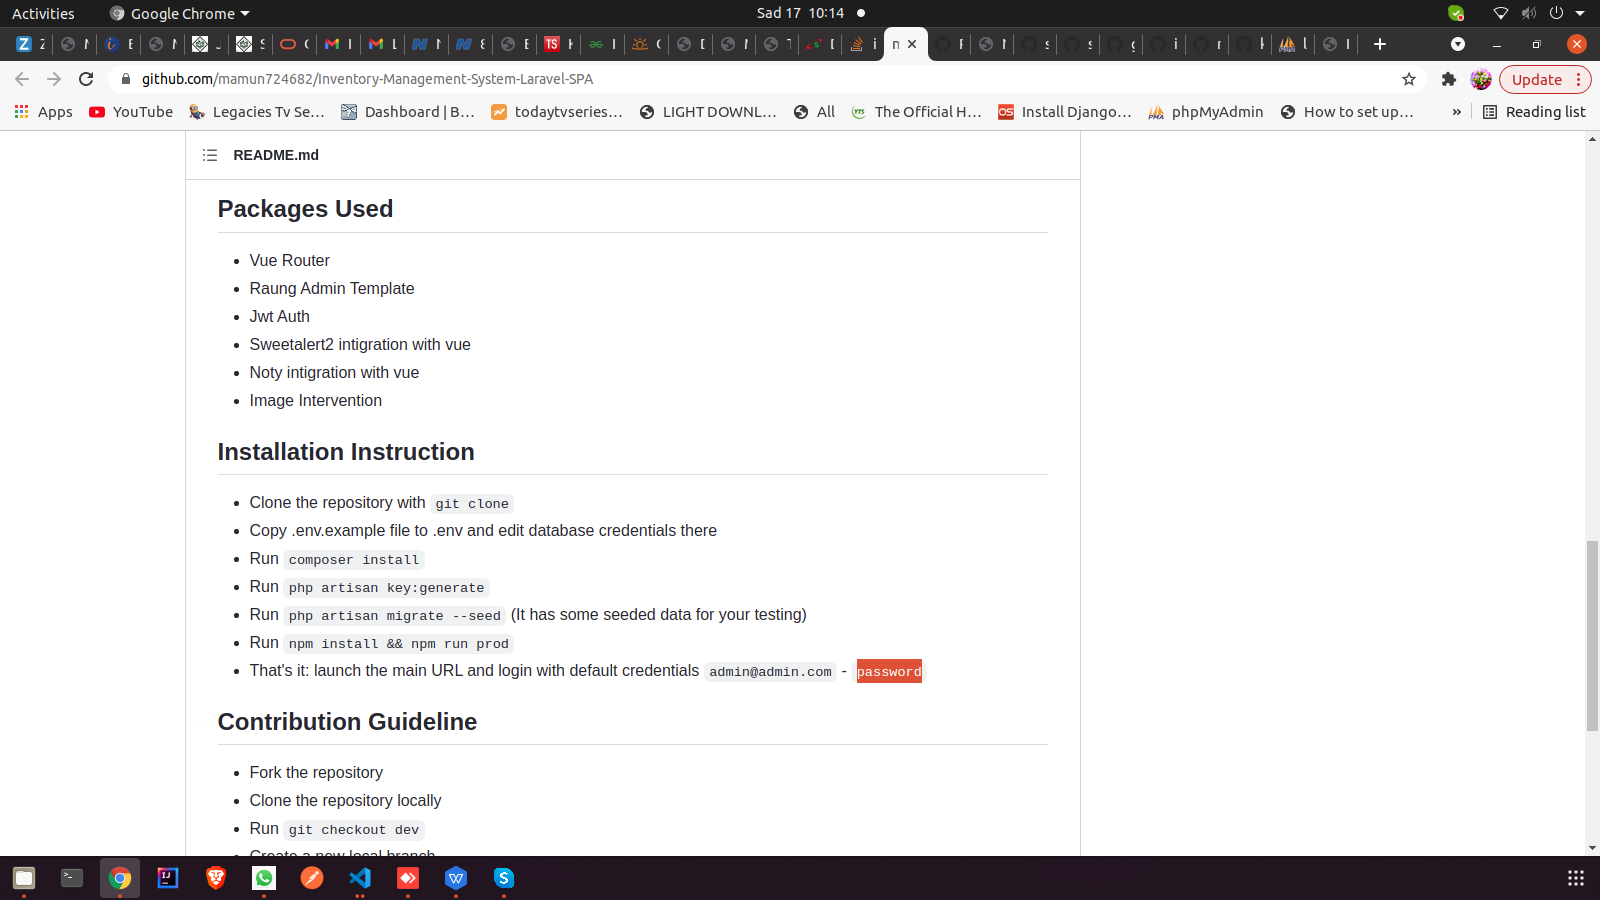 Activities Google Chrome Sad 17 10:14
github.com/mamun724682/Inventory-Management-System-Laravel-SPA Update
Apps YouTube Legacies Tv Se... Dashboard | B... todaytvseries... LIGHT DOWNL... All The Official H... Install Django... phpMyAdmin How to set up... » Reading list
README.md
Packages Used
Vue Router
Raung Admin Template
Jwt Auth
Sweetalert2 intigration with vue
Noty intigration with vue
Image Intervention
Installation Instruction
Clone the repository with git clone
Copy .env.example file to .env and edit database credentials there
Run composer install
Run php artisan key:generate
Run php artisan migrate --seed (It has some seeded data for your testing)
Run npm install && npm run prod
That's it: launch the main URL and login with default credentials admin@admin.com - password
Contribution Guideline
Fork the repository
Clone the repository locally
Run git checkout dev
Create a new local branch